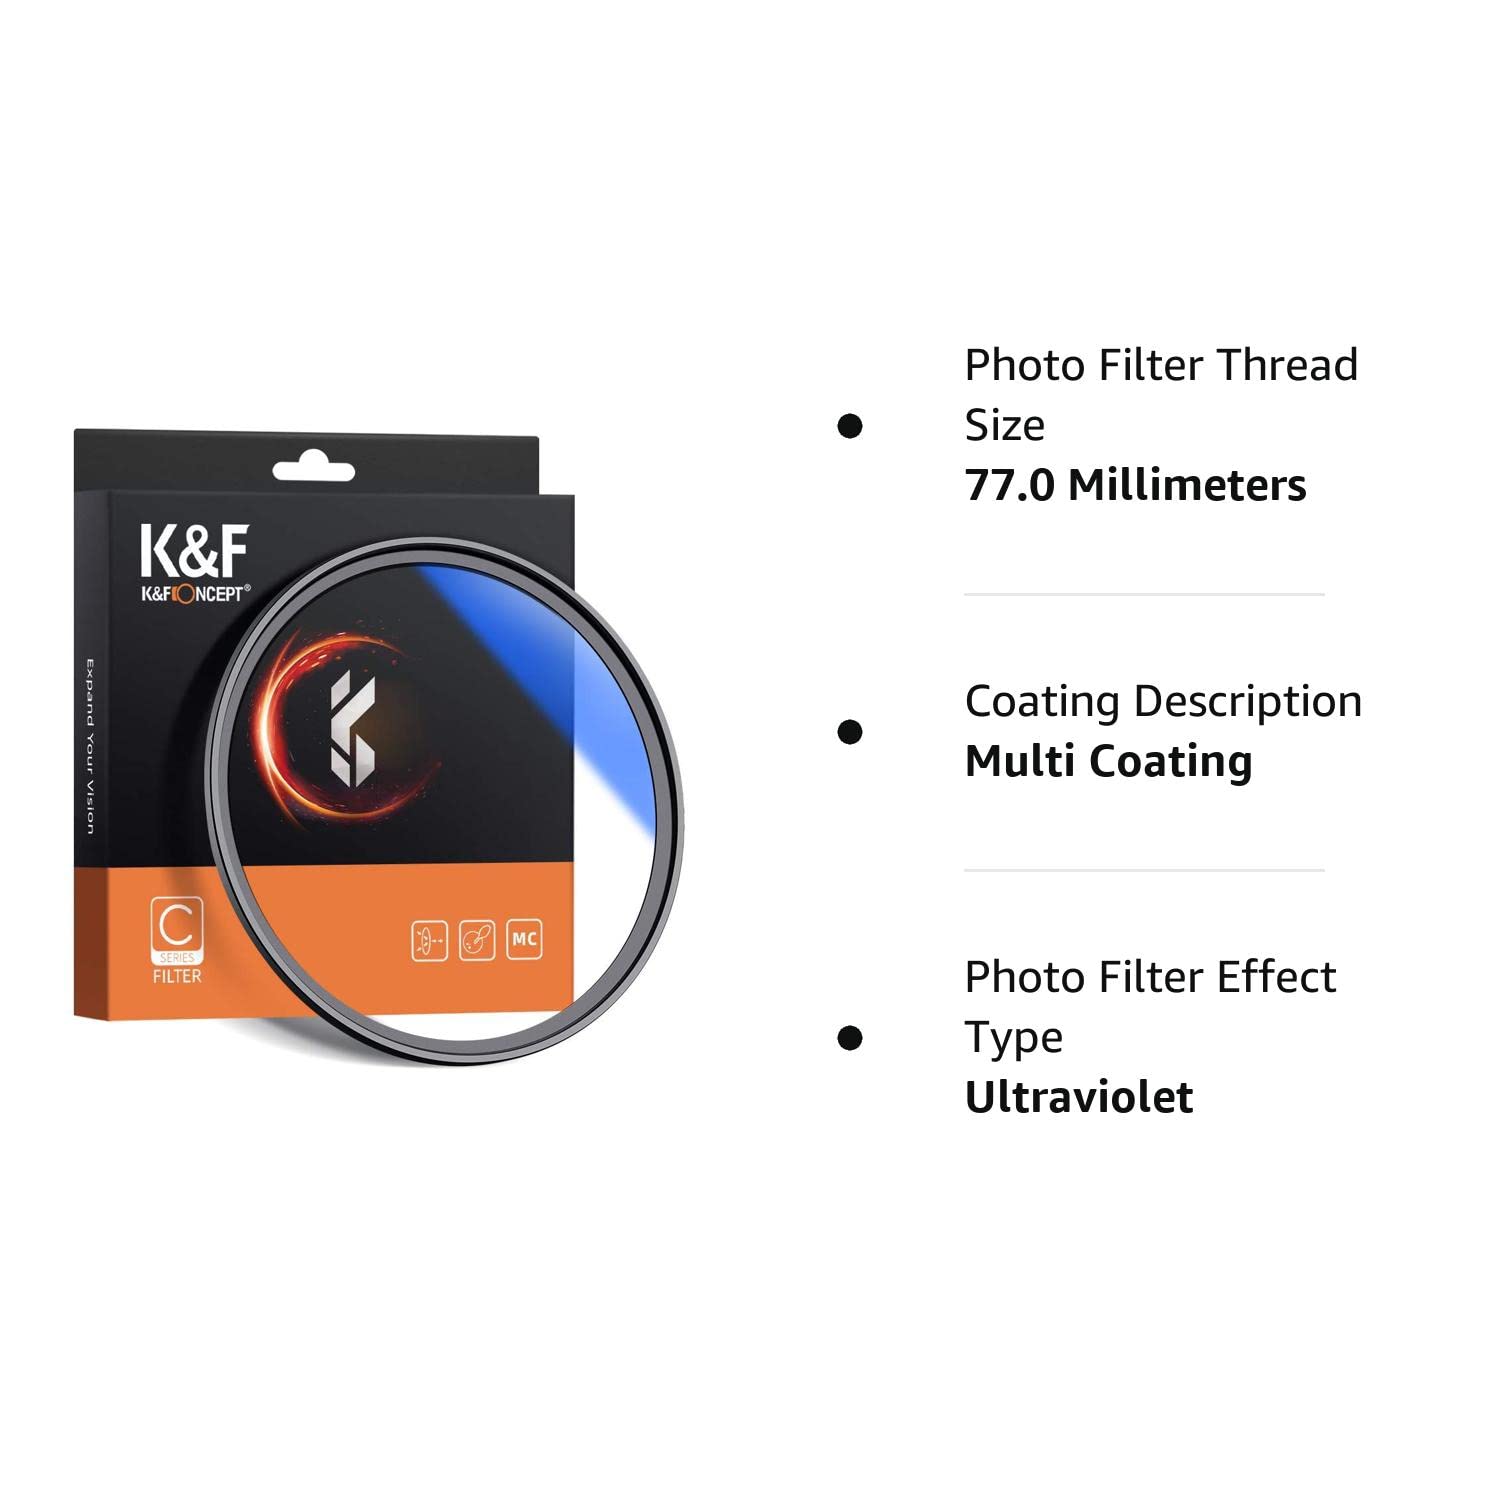 K&F
K&FCONCEPT®
Expand Your Vision
C
SERIES
FILTER
MC
Photo Filter Thread
Size
77.0 Millimeters
Coating Description
Multi Coating
Photo Filter Effect
Type
Ultraviolet